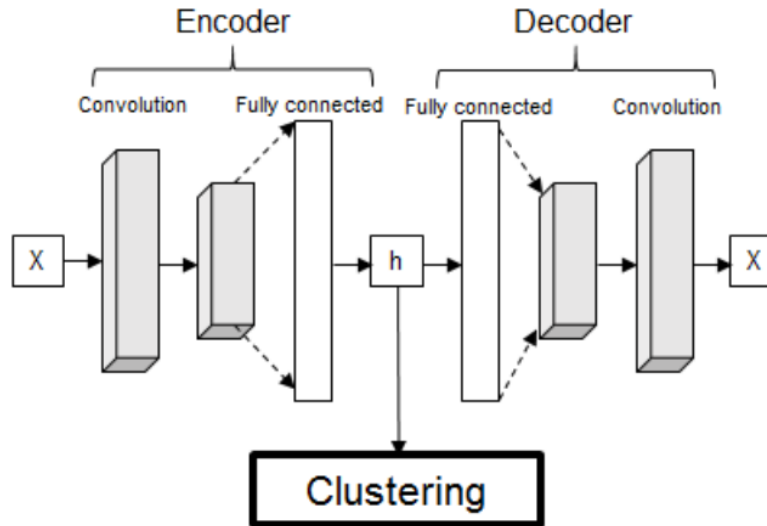 Encoder
Decoder
Convolution
Fully connected
Fully connected
Convolution
X
h
X
Clustering